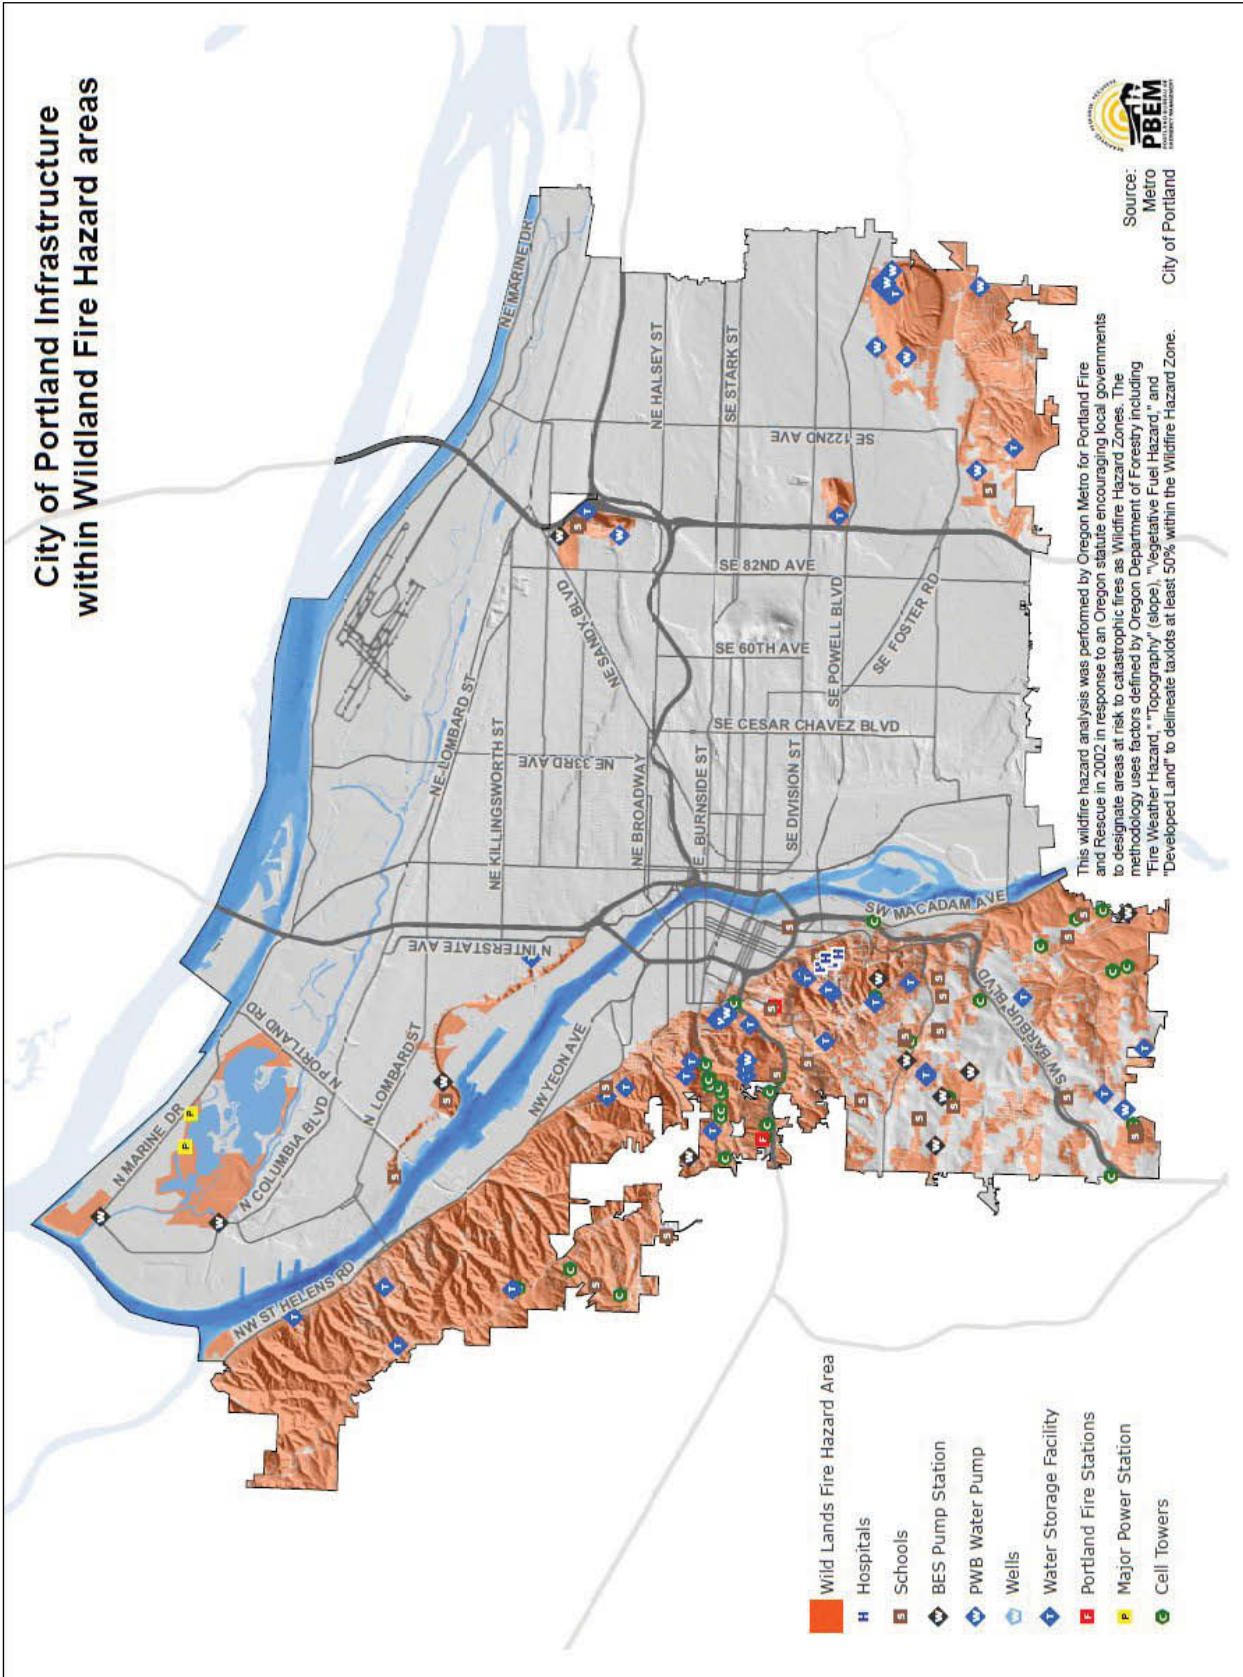 City of Portland Infrastructure
within Wildland Fire Hazard areas
N MARINE DR
N PORTLAND RD
N COLUMBIA BLVD
N LOMBARD ST
NW ST HELENS RD
NW YEON AVE
N INTERSTATE AVE
NE MARINE DR
NE LOMBARD ST
NE KILLINGSWORTH ST
NE 33RD AVE
NE SANDY BLVD
NE BROADWAY
NE HALSEY ST
E BURNSIDE ST
SE STARK ST
SE DIVISION ST
SE CESAR CHAVEZ BLVD
SE 60TH AVE
SE 82ND AVE
SE 122ND AVE
SE POWELL BLVD
SE FOSTER RD
SW MACADAM AVE
SW BARBUR BLVD
Wild Lands Fire Hazard Area
H Hospitals
S Schools
W BES Pump Station
W PWB Water Pump
W Wells
T Water Storage Facility
F Portland Fire Stations
P Major Power Station
C Cell Towers
This wildfire hazard analysis was performed by Oregon Metro for Portland Fire
and Rescue in 2002 in response to an Oregon statute encouraging local governments
to designate areas at risk to catastrophic fires as Wildfire Hazard Zones. The
methodology uses factors defined by Oregon Department of Forestry including
"Fire Weather Hazard," "Topography" (slope), "Vegetative Fuel Hazard," and
"Developed Land" to delineate taxlots at least 50% within the Wildfire Hazard Zone.
Source:
Metro
City of Portland
PBEM
PORTLAND BUREAU OF
EMERGENCY MANAGEMENT